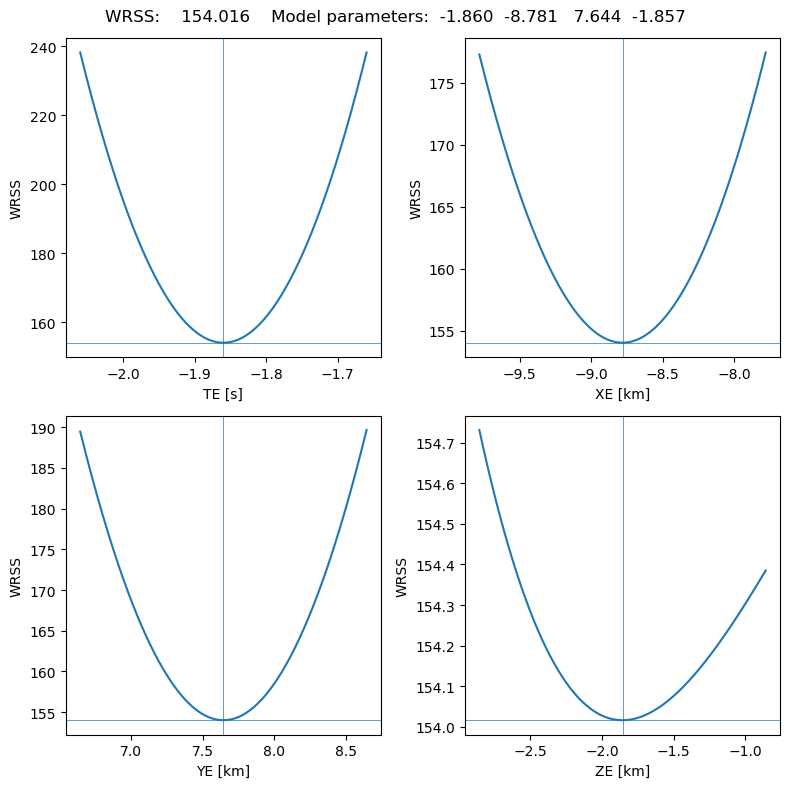 WRSS: 154.016 Model parameters: -1.860 -8.781 7.644 -1.857
240
220
200
180
160
WRSS
−2.0 −1.9 −1.8 −1.7
TE [s]
175
170
165
160
155
WRSS
−9.5 −9.0 −8.5 −8.0
XE [km]
190
185
180
175
170
165
160
155
WRSS
7.0 7.5 8.0 8.5
YE [km]
154.7
154.6
154.5
154.4
154.3
154.2
154.1
154.0
WRSS
−2.5 −2.0 −1.5 −1.0
ZE [km]